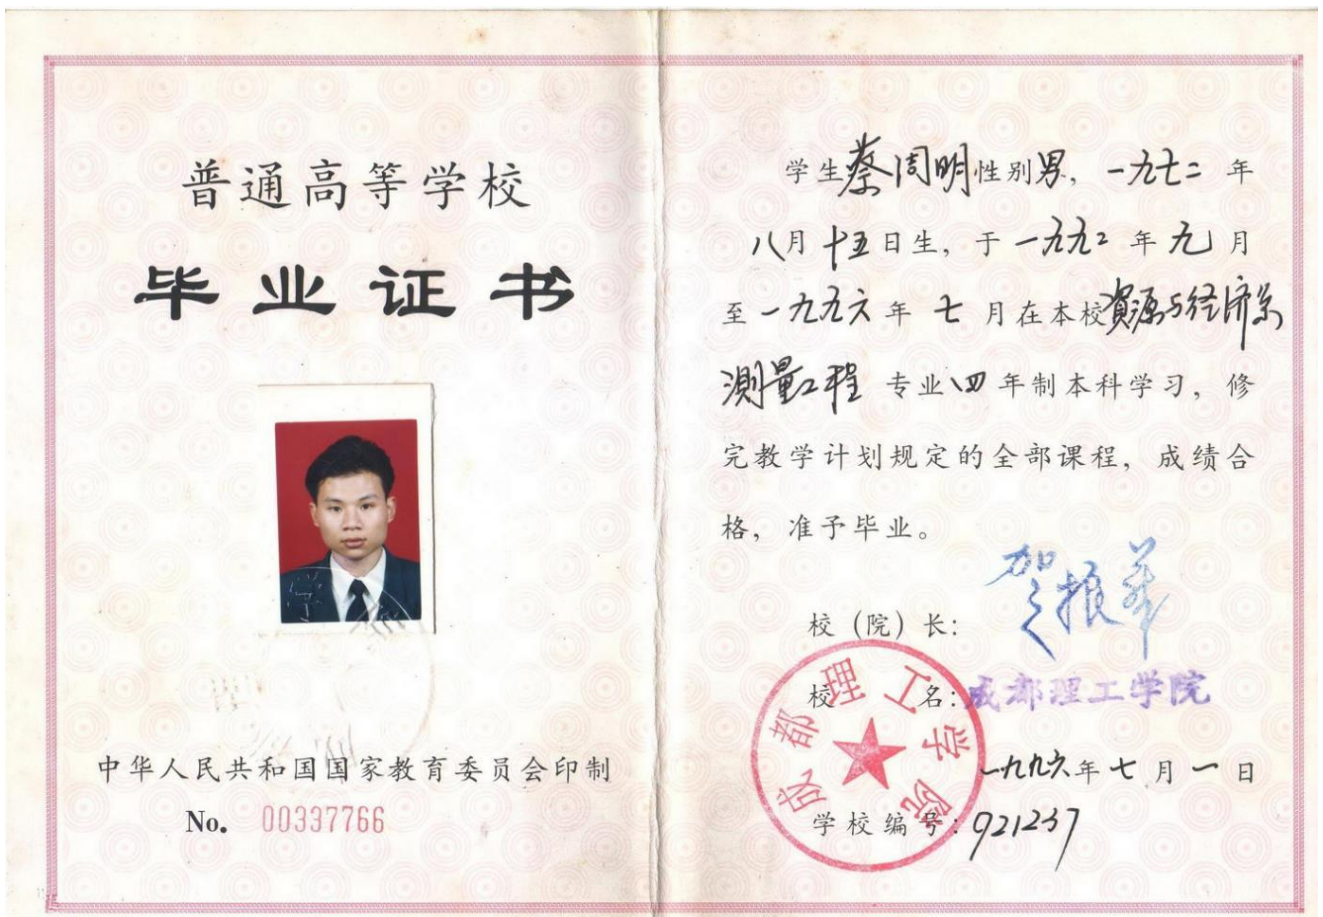 普通高等学校
毕业证书
中华人民共和国国家教育委员会印制
No. 00337766
学生蔡周明性别男，一九七二年
八月十五日生，于一九九二年九月
至一九九六年七月在本校資源与经济系
測量工程专业四年制本科学习，修
完教学计划规定的全部课程，成绩合
格，准予毕业。
校（院）长：贺振华
校名：成都理工学院
成都理工学院
一九九六年七月一日
学校编号：921237